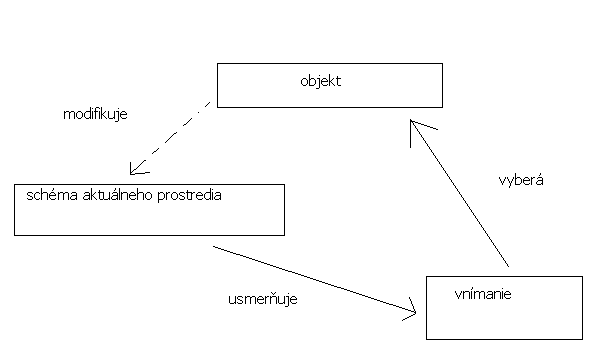 objekt
modifikuje
vyberá
schéma aktuálneho prostredia
usmerňuje
vnímanie